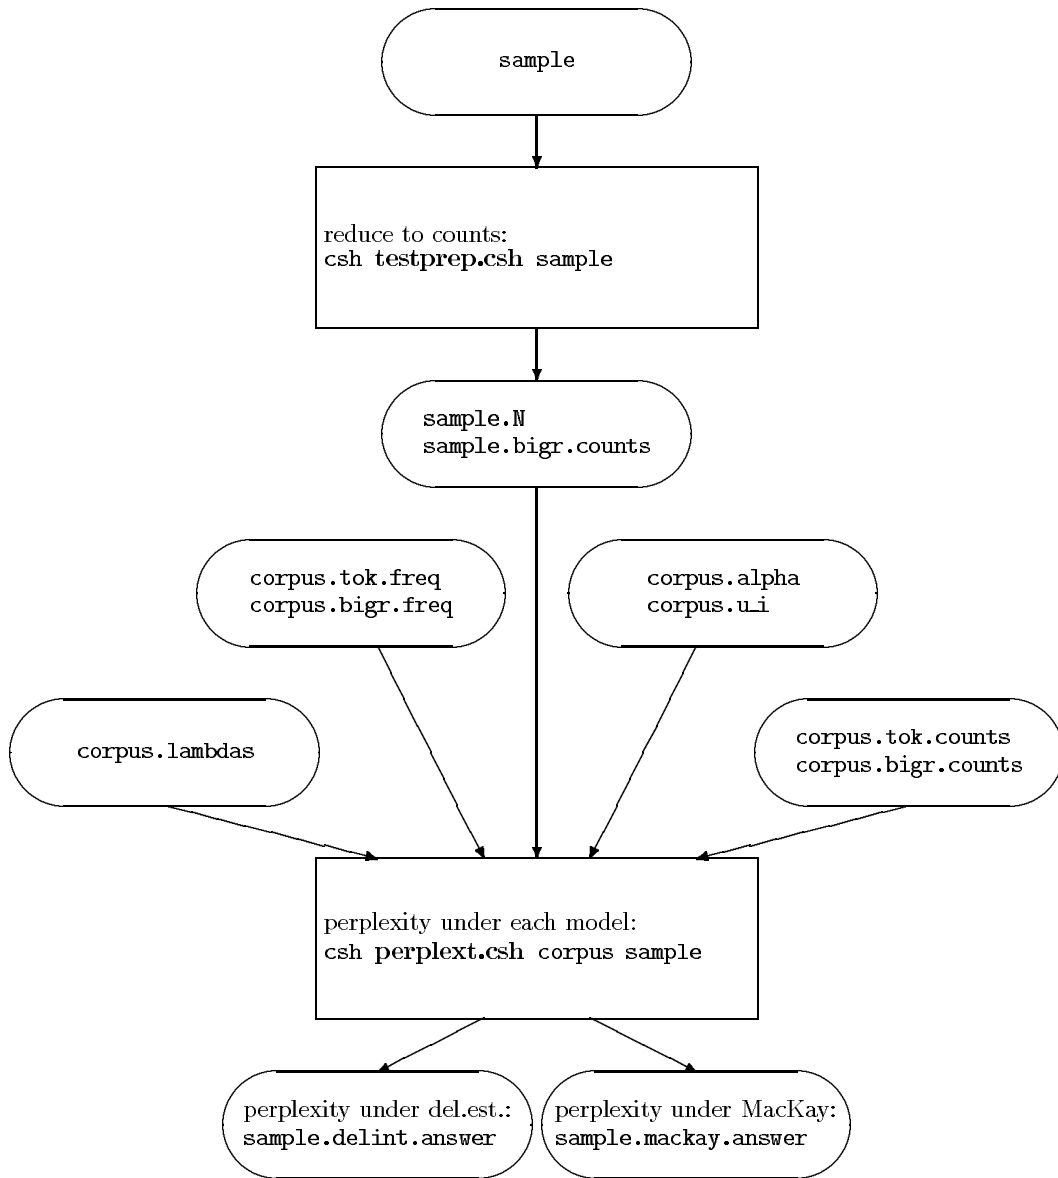 sample
reduce to counts:
csh testprep.csh sample
sample.N
sample.bigr.counts
corpus.tok.freq
corpus.bigr.freq
corpus.alpha
corpus.u_i
corpus.lambdas
corpus.tok.counts
corpus.bigr.counts
perplexity under each model:
csh perplext.csh corpus sample
perplexity under del.est.:
sample.delint.answer
perplexity under MacKay:
sample.mackay.answer